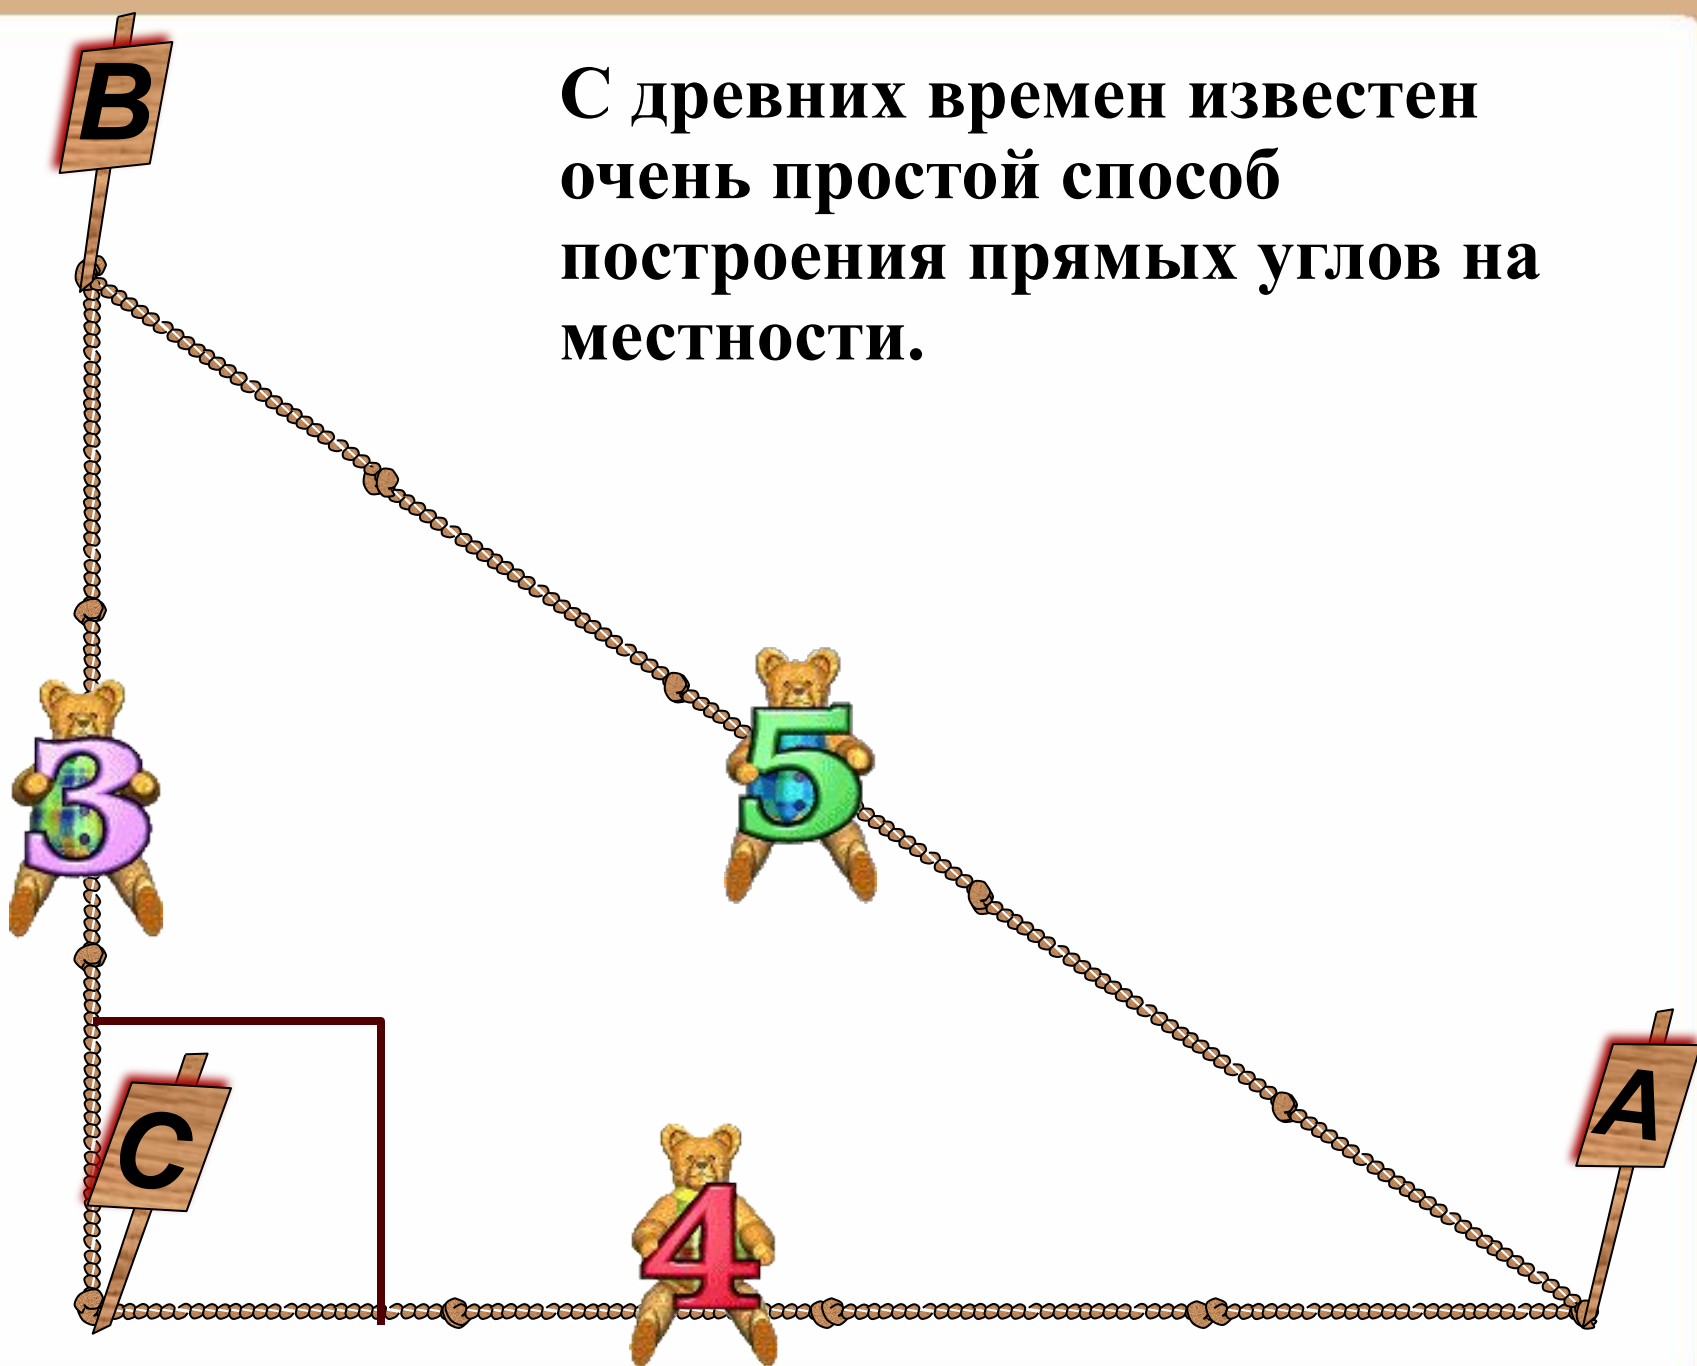 B
С древних времен известен
очень простой способ
построения прямых углов на
местности.
3
5
C
A
4